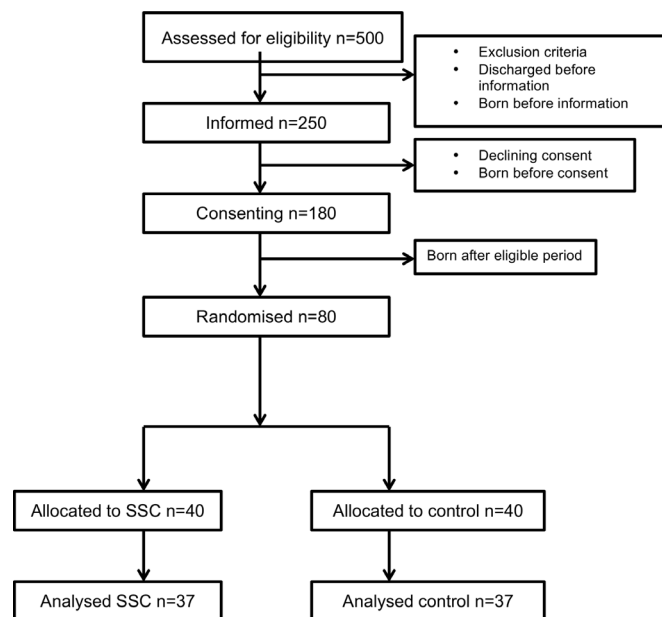 Assessed for eligibility n=500
• Exclusion criteria
• Discharged before
information
• Born before information
Informed n=250
• Declining consent
• Born before consent
Consenting n=180
Born after eligible period
Randomised n=80
Allocated to SSC n=40
Allocated to control n=40
Analysed SSC n=37
Analysed control n=37